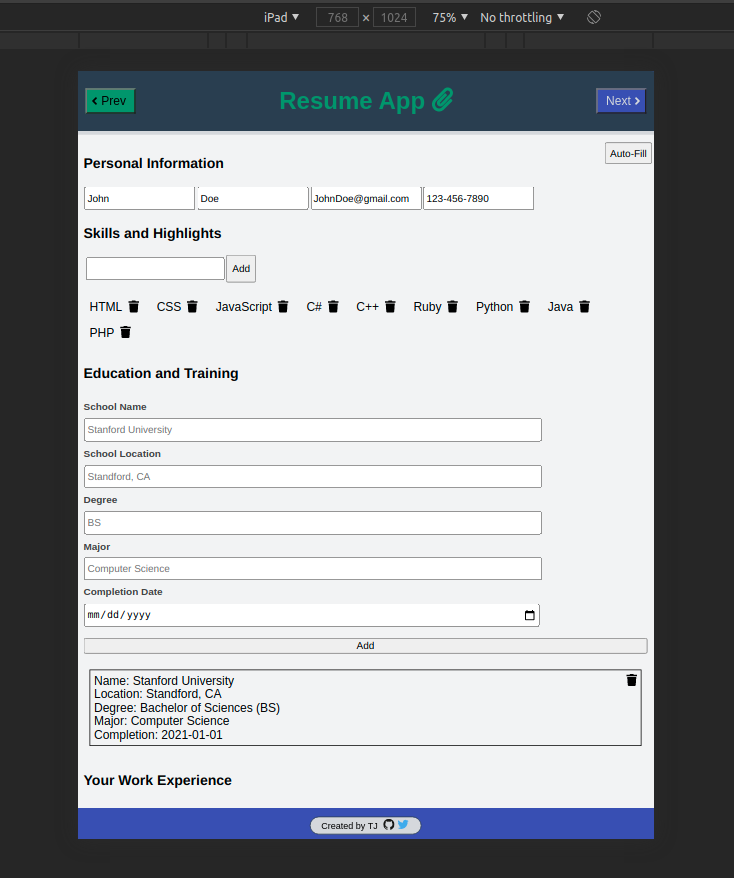 iPad 768 × 1024 75% No throttling
Prev Resume App Next
Auto-Fill
Personal Information
John Doe JohnDoe@gmail.com 123-456-7890
Skills and Highlights
Add
HTML CSS JavaScript C# C++ Ruby Python Java
PHP
Education and Training
School Name
Stanford University
School Location
Standford, CA
Degree
BS
Major
Computer Science
Completion Date
mm/dd/yyyy
Add
Name: Stanford University
Location: Standford, CA
Degree: Bachelor of Sciences (BS)
Major: Computer Science
Completion: 2021-01-01
Your Work Experience
Created by TJ